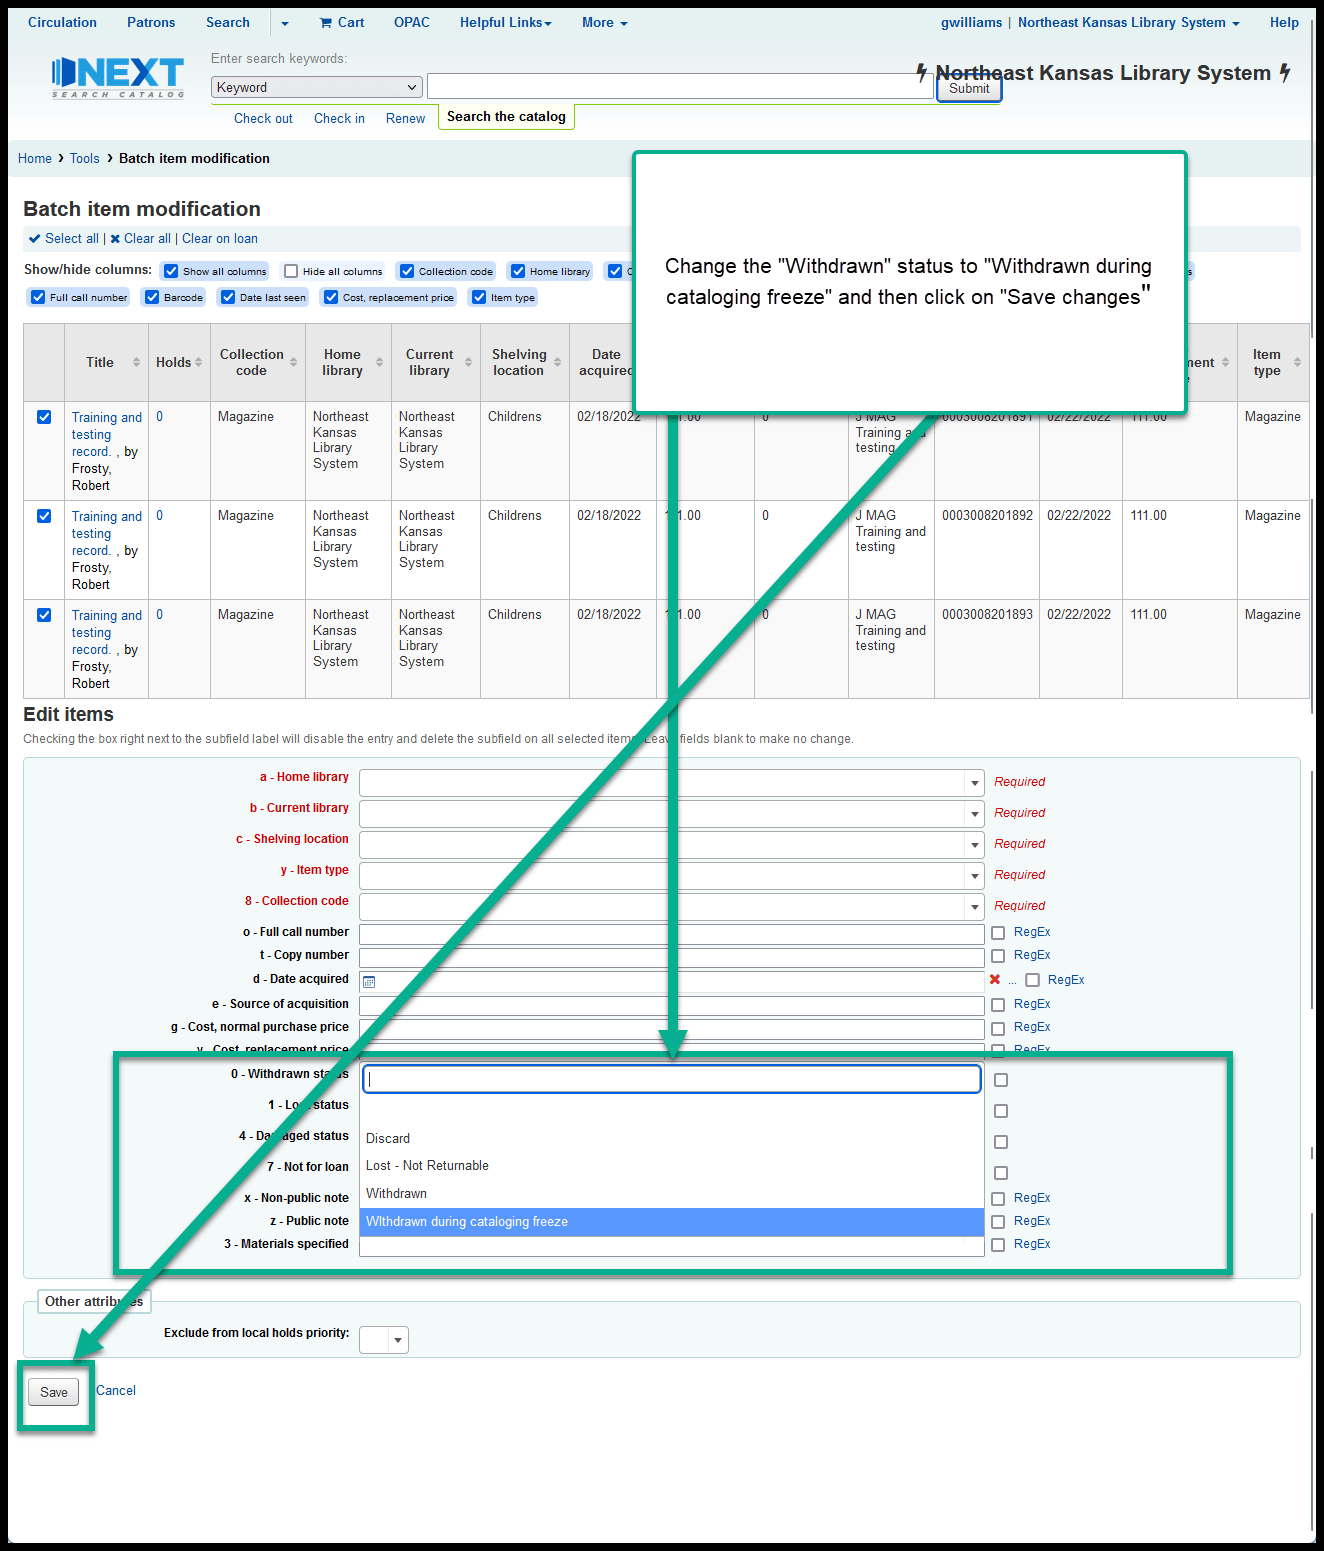 Circulation Patrons Search Cart OPAC Helpful Links More gwilliams | Northeast Kansas Library System Help
NEXT
SEARCH CATALOG
Enter search keywords:
Keyword
Submit
Northeast Kansas Library System
Check out Check in Renew Search the catalog
Home › Tools › Batch item modification
Batch item modification
Select all | Clear all | Clear on loan
Show/hide columns: Show all columns Hide all columns Collection code Home library
Full call number Barcode Date last seen Cost, replacement price Item type
Change the "Withdrawn" status to "Withdrawn during
cataloging freeze" and then click on "Save changes"
Title Holds Collection code Home library Current library Shelving location Date acquired Item type
Training and testing record. , by Frosty, Robert 0 Magazine Northeast Kansas Library System Northeast Kansas Library System Childrens 02/18/2022 0 J MAG Training and testing 0003008201891 02/22/2022 111.00 Magazine
Training and testing record. , by Frosty, Robert 0 Magazine Northeast Kansas Library System Northeast Kansas Library System Childrens 02/18/2022 0 J MAG Training and testing 0003008201892 02/22/2022 111.00 Magazine
Training and testing record. , by Frosty, Robert 0 Magazine Northeast Kansas Library System Northeast Kansas Library System Childrens 02/18/2022 0 J MAG Training and testing 0003008201893 02/22/2022 111.00 Magazine
Edit items
Checking the box right next to the subfield label will disable the entry and delete the subfield on all selected items. Leave fields blank to make no change.
a - Home library Required
b - Current library Required
c - Shelving location Required
y - Item type Required
8 - Collection code Required
o - Full call number RegEx
t - Copy number RegEx
d - Date acquired ... RegEx
e - Source of acquisition RegEx
g - Cost, normal purchase price RegEx
v - Cost, replacement price RegEx
0 - Withdrawn status
1 - Lost status
4 - Damaged status Discard
7 - Not for loan Lost - Not Returnable
x - Non-public note Withdrawn RegEx
z - Public note WIthdrawn during cataloging freeze RegEx
3 - Materials specified RegEx
Other attributes
Exclude from local holds priority:
Save Cancel